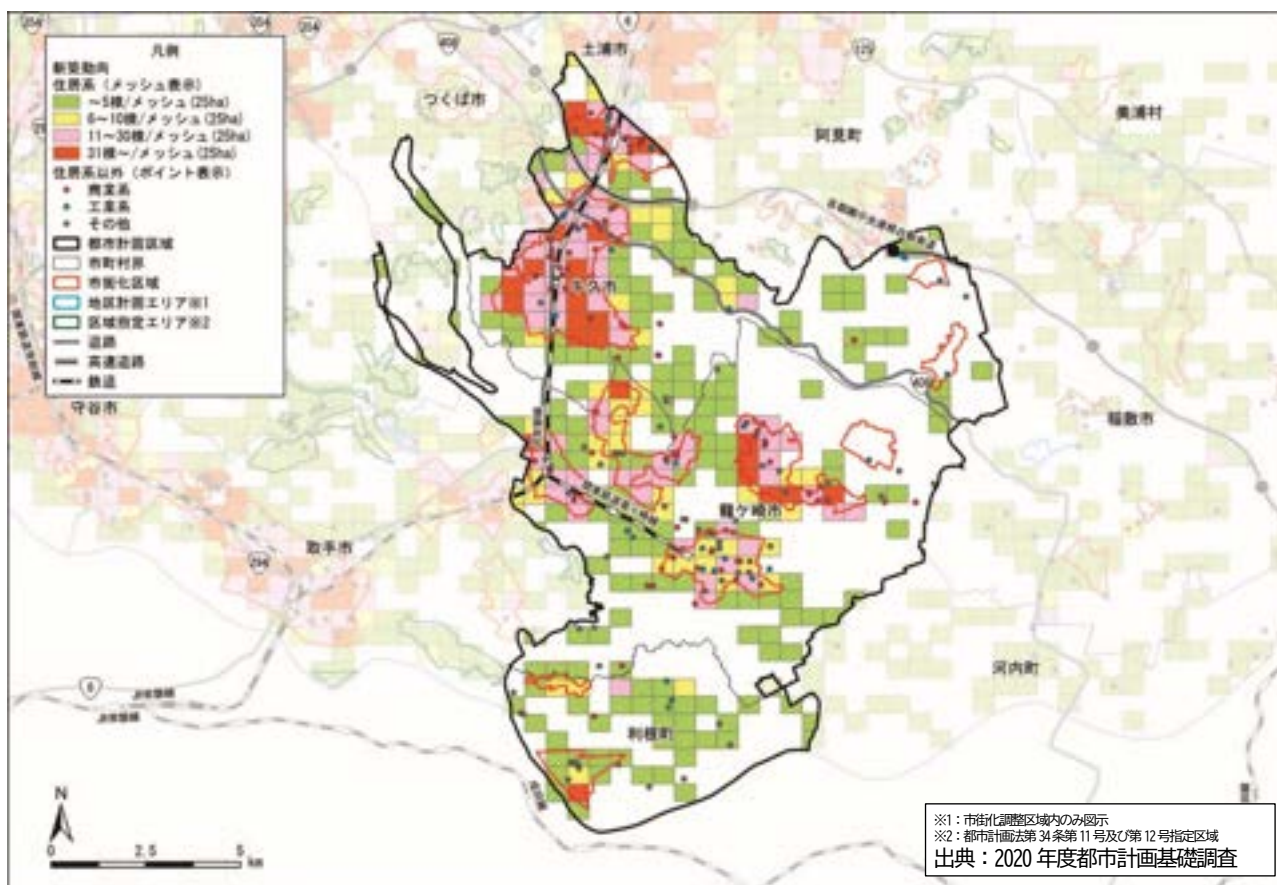 凡例
新築動向
住居系（メッシュ表示）
～5棟/メッシュ(25ha)
6～10棟/メッシュ(25ha)
11～30棟/メッシュ(25ha)
31棟～/メッシュ(25ha)
住居系以外（ポイント表示）
商業系
工業系
その他
都市計画区域
市町村界
市街化区域
地区計画エリア※1
区域指定エリア※2
道路
高速道路
鉄道
土浦市
つくば市
阿見町
美浦村
牛久市
稲敷市
守谷市
取手市
龍ケ崎市
河内町
利根町
6
408
125
294
408
6
N
0 2.5 5
km
※1：市街化調整区域内のみ図示
※2：都市計画法第34条第11号及び第12号指定区域
出典：2020年度都市計画基礎調査